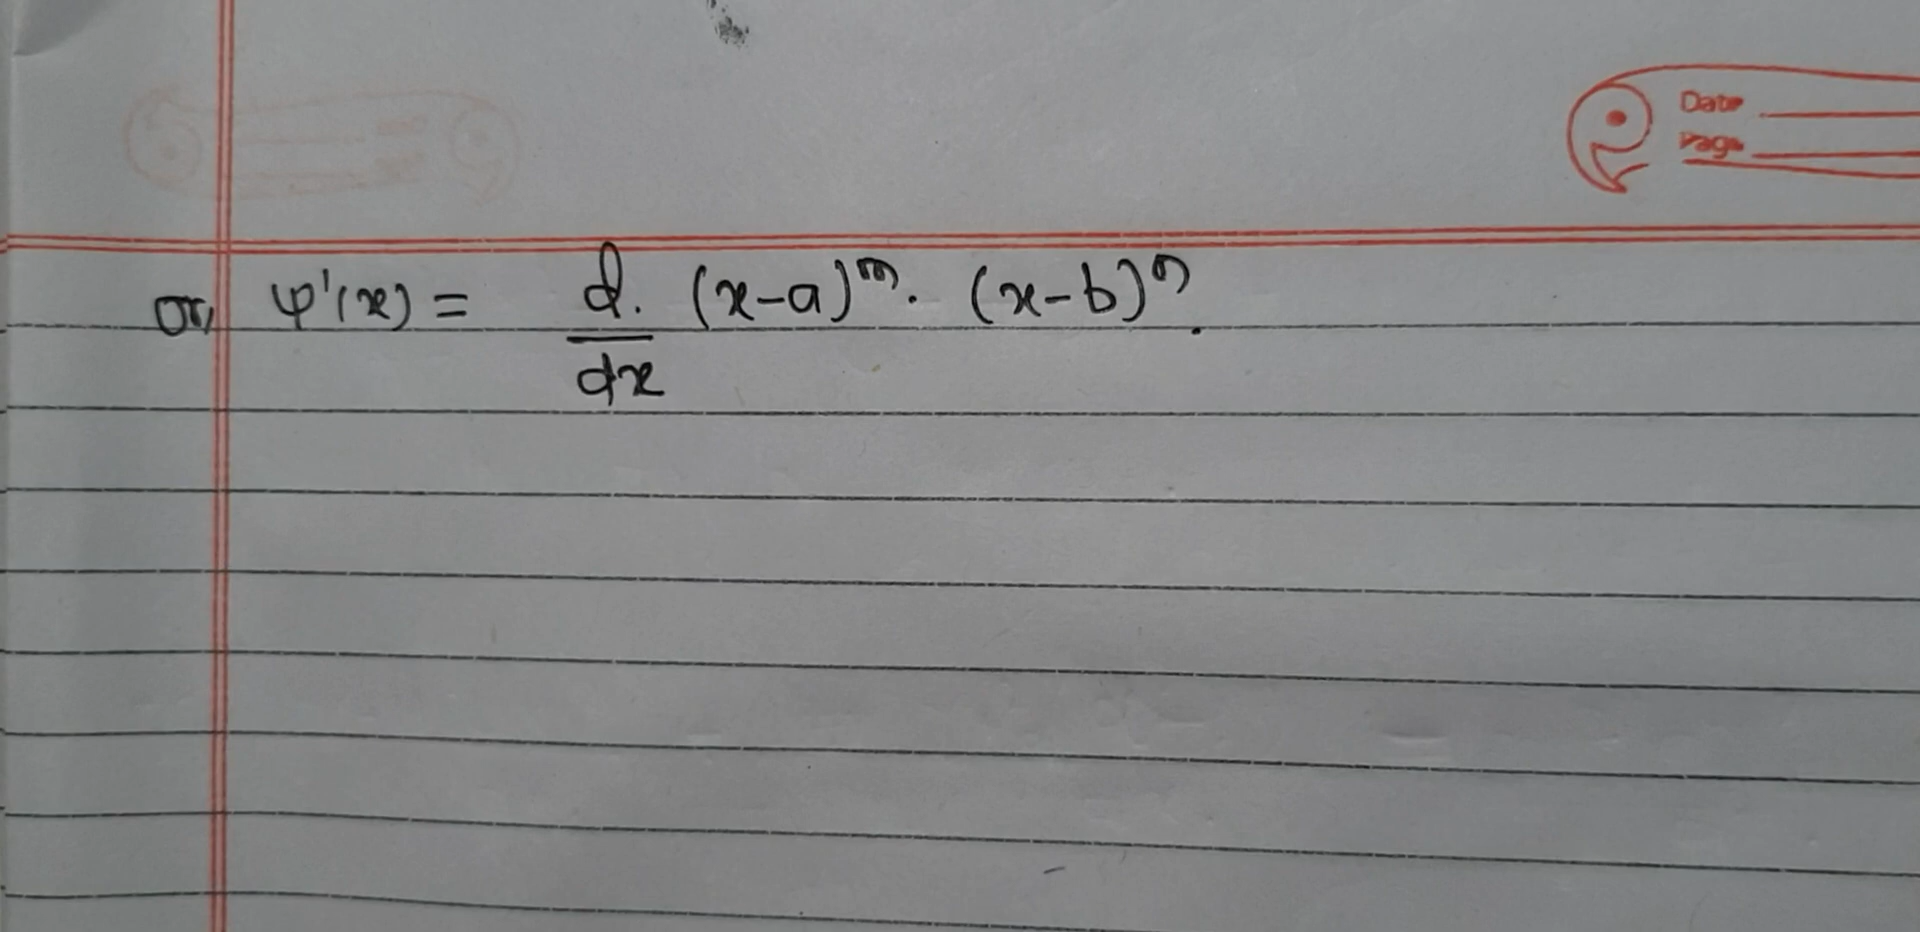 Date
Page
or, φ'(x) = d/dx (x-a)^m . (x-b)^n .